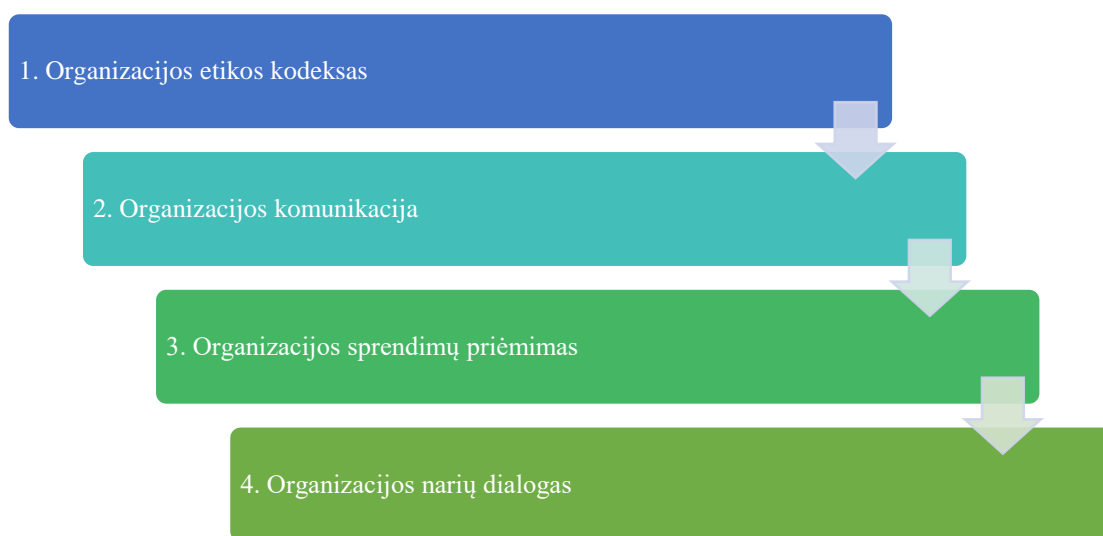 1. Organizacijos etikos kodeksas
2. Organizacijos komunikacija
3. Organizacijos sprendimų priėmimas
4. Organizacijos narių dialogas